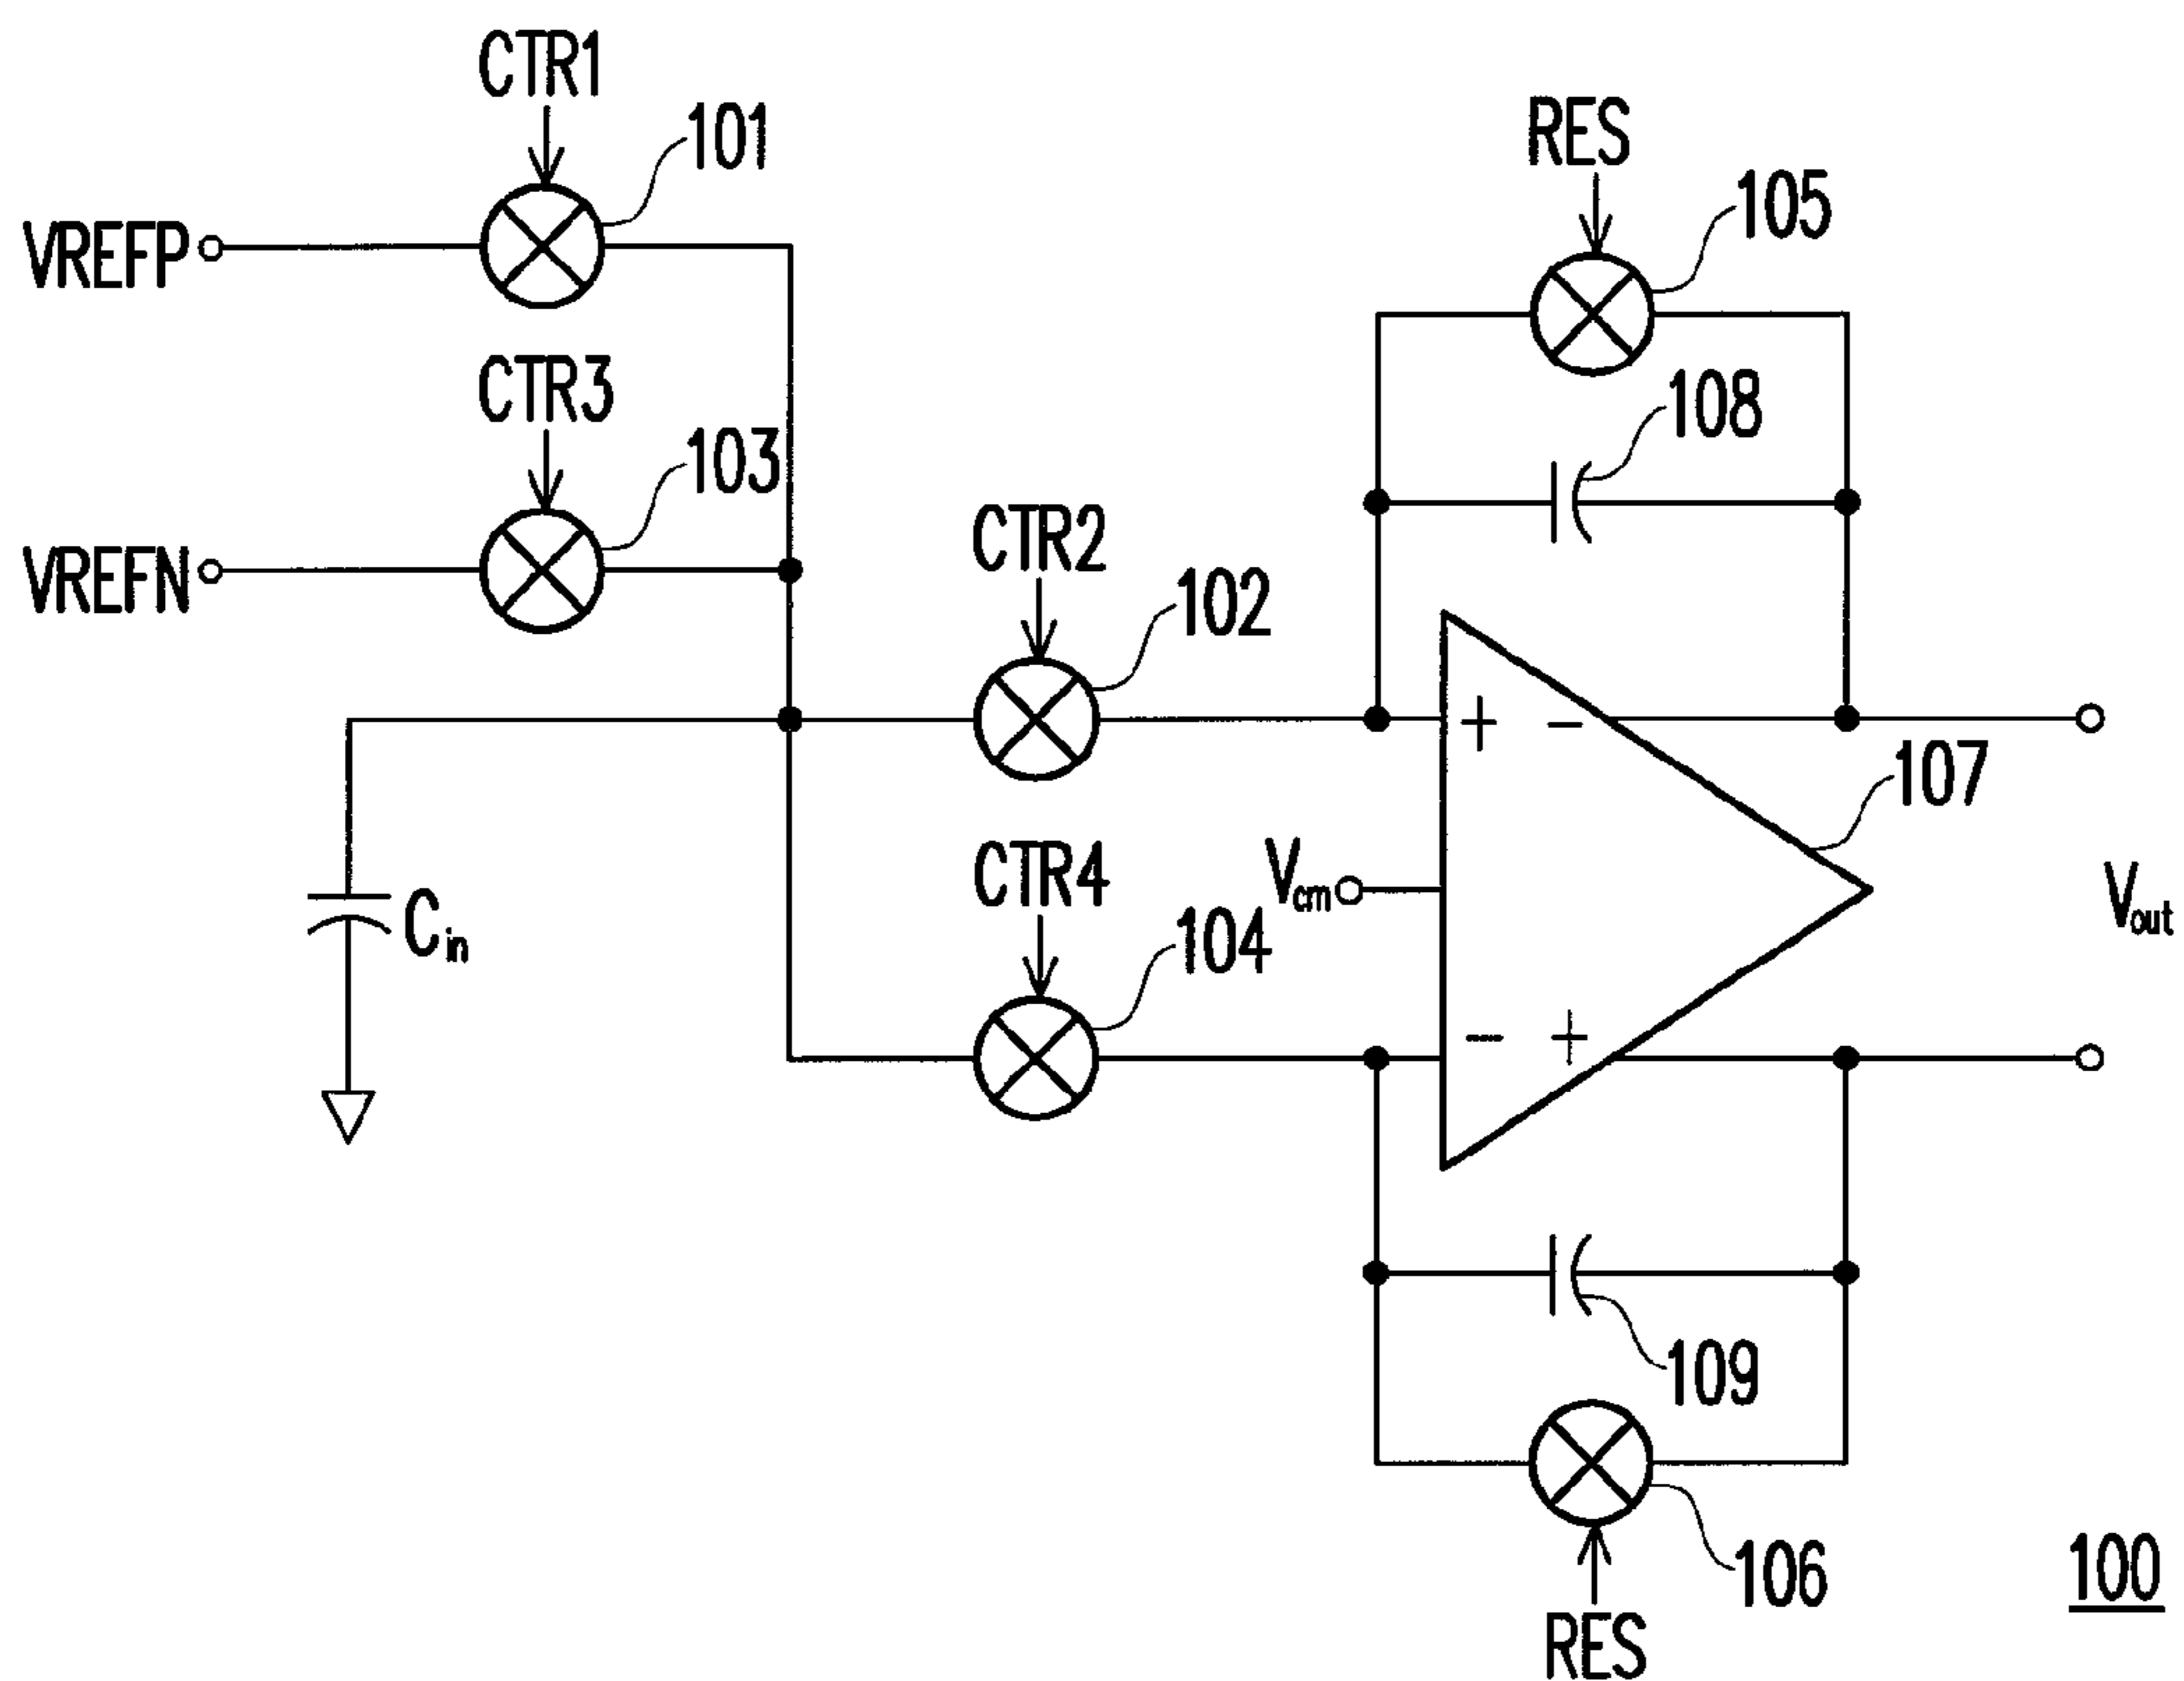 CTR1
101
RES
105
VREFP
CTR3
108
103
CTR2
VREFN
102
+
−
107
CTR4
Vcm
Vout
Cin
104
−
+
109
106
100
RES